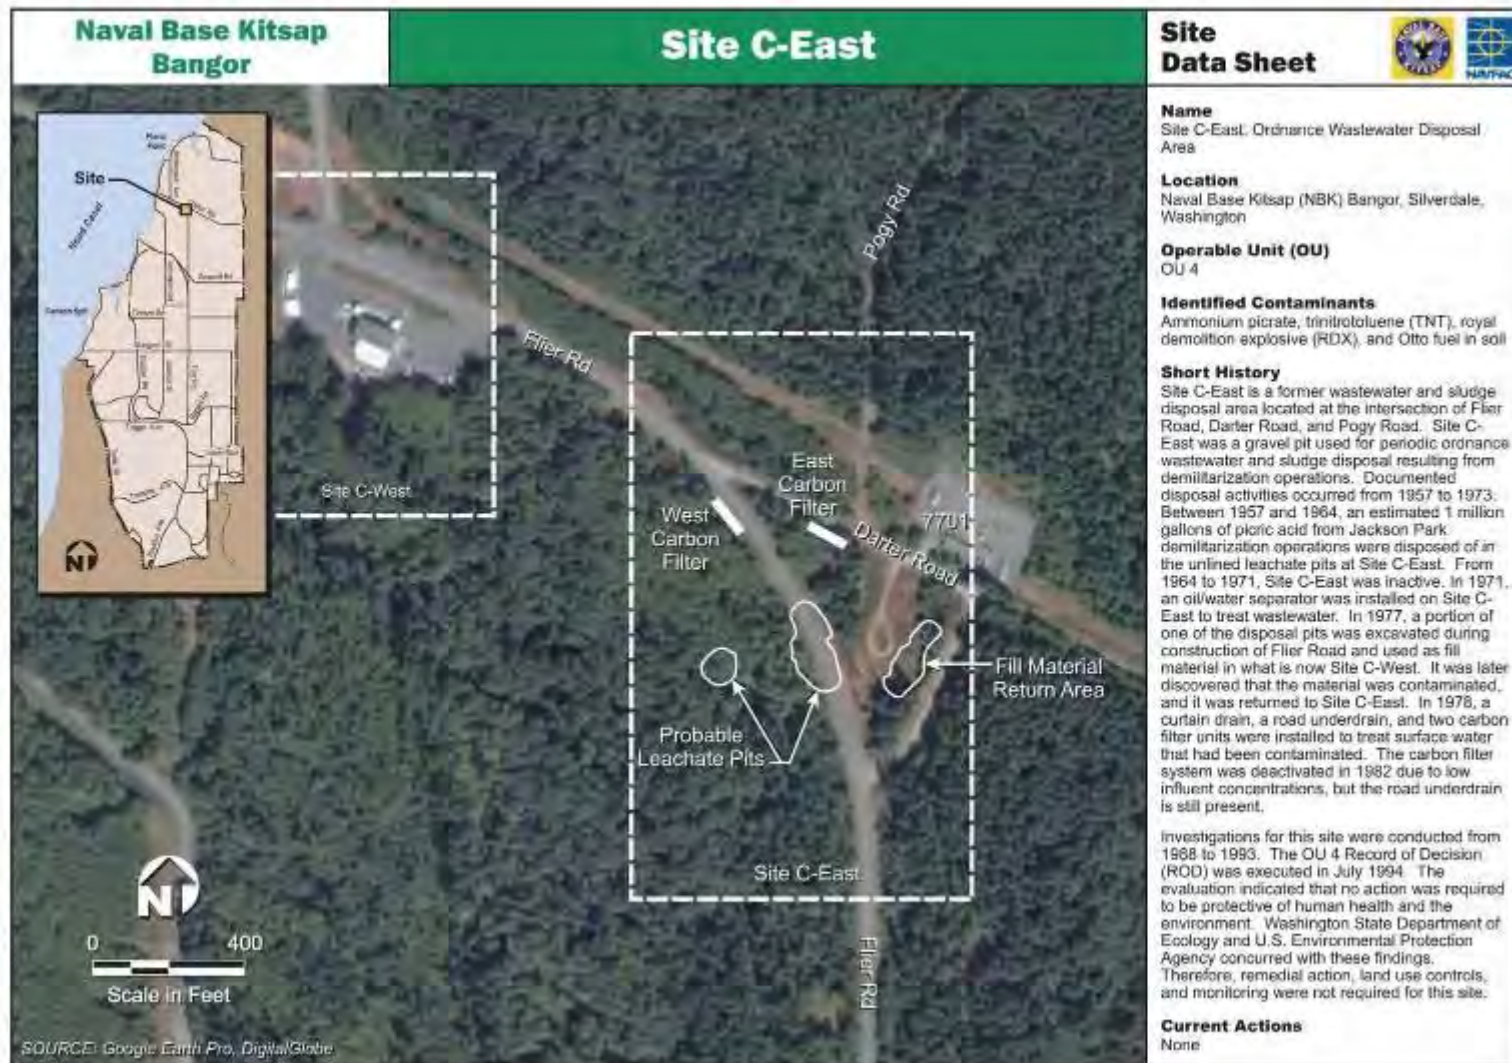 Naval Base Kitsap
Bangor
Site C-East
Site
Data Sheet
NAVFAC
Site
Hood Canal
N
Site C-West
Flier Rd
Pogy Rd
West
Carbon
Filter
East
Carbon
Filter
Darter Road
7701
Fill Material
Return Area
Probable
Leachate Pits
Site C-East
Flier Rd
N
0 400
Scale in Feet
SOURCE: Google Earth Pro, DigitalGlobe
Name
Site C-East, Ordnance Wastewater Disposal
Area
Location
Naval Base Kitsap (NBK) Bangor, Silverdale,
Washington
Operable Unit (OU)
OU 4
Identified Contaminants
Ammonium picrate, trinitrotoluene (TNT), royal
demolition explosive (RDX), and Otto fuel in soil
Short History
Site C-East is a former wastewater and sludge
disposal area located at the intersection of Flier
Road, Darter Road, and Pogy Road. Site C-
East was a gravel pit used for periodic ordnance
wastewater and sludge disposal resulting from
demilitarization operations. Documented
disposal activities occurred from 1957 to 1973.
Between 1957 and 1964, an estimated 1 million
gallons of picric acid from Jackson Park
demilitarization operations were disposed of in
the unlined leachate pits at Site C-East. From
1964 to 1971, Site C-East was inactive. In 1971,
an oil/water separator was installed on Site C-
East to treat wastewater. In 1977, a portion of
one of the disposal pits was excavated during
construction of Flier Road and used as fill
material in what is now Site C-West. It was later
discovered that the material was contaminated,
and it was returned to Site C-East. In 1978, a
curtain drain, a road underdrain, and two carbon
filter units were installed to treat surface water
that had been contaminated. The carbon filter
system was deactivated in 1982 due to low
influent concentrations, but the road underdrain
is still present.
Investigations for this site were conducted from
1988 to 1993. The OU 4 Record of Decision
(ROD) was executed in July 1994. The
evaluation indicated that no action was required
to be protective of human health and the
environment. Washington State Department of
Ecology and U.S. Environmental Protection
Agency concurred with these findings.
Therefore, remedial action, land use controls,
and monitoring were not required for this site.
Current Actions
None